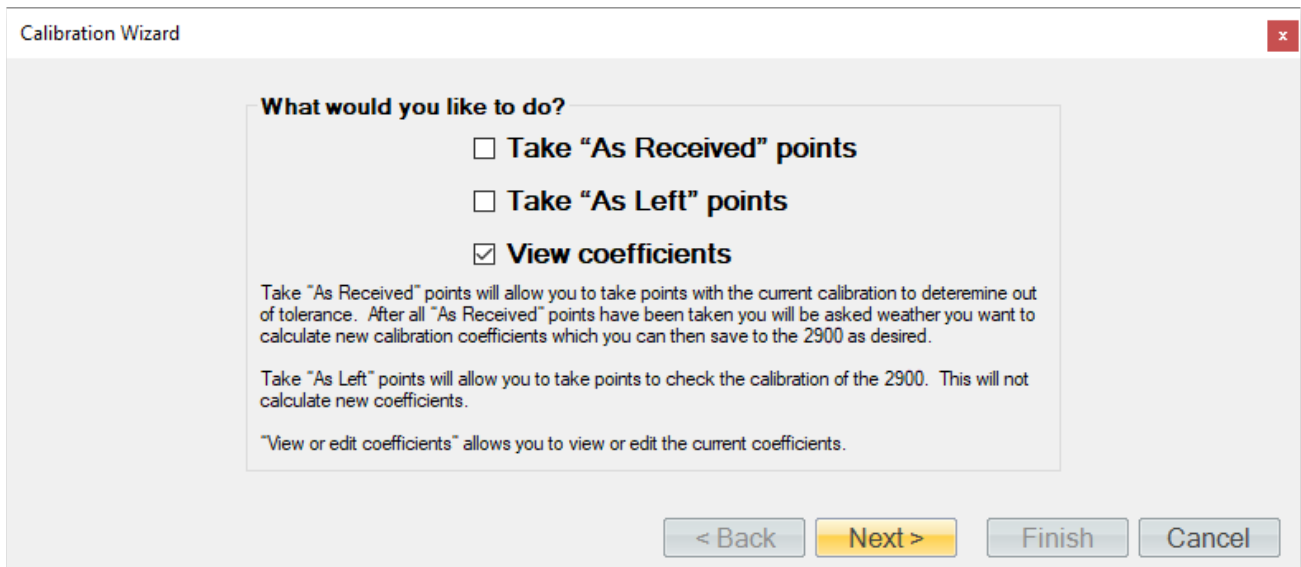 Calibration Wizard
x
What would you like to do?
Take “As Received” points
Take “As Left” points
View coefficients
Take "As Received" points will allow you to take points with the current calibration to deteremine out
of tolerance.  After all "As Received" points have been taken you will be asked weather you want to
calculate new calibration coefficients which you can then save to the 2900 as desired.
Take "As Left" points will allow you to take points to check the calibration of the 2900.  This will not
calculate new coefficients.
"View or edit coefficients" allows you to view or edit the current coefficients.
< Back Next > Finish Cancel